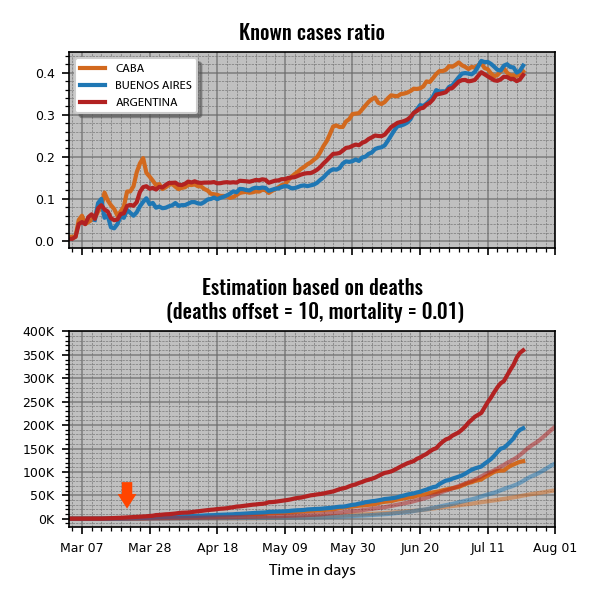 Known cases ratio
CABA
BUENOS AIRES
ARGENTINA
0.4
0.3
0.2
0.1
0.0
Estimation based on deaths
(deaths offset = 10, mortality = 0.01)
400K
350K
300K
250K
200K
150K
100K
50K
0K
Mar 07 Mar 28 Apr 18 May 09 May 30 Jun 20 Jul 11 Aug 01
Time in days